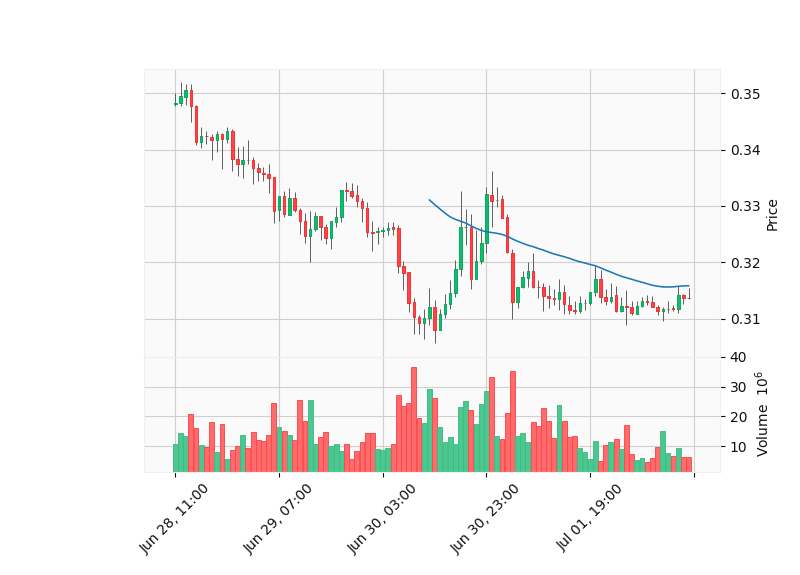 0.35
0.34
0.33
0.32
0.31
Price
40
30
20
10
Volume 10^6
Jun 28, 11:00
Jun 29, 07:00
Jun 30, 03:00
Jun 30, 23:00
Jul 01, 19:00